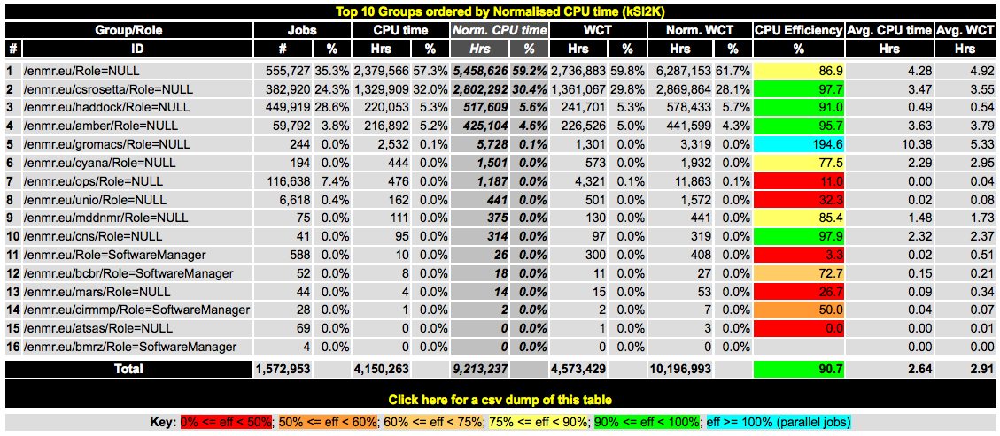 Top 10 Groups ordered by Normalised CPU time (kSI2K)
Group/Role Jobs CPU time Norm. CPU time WCT Norm. WCT CPU Efficiency Avg. CPU time Avg. WCT
# ID # % Hrs % Hrs % Hrs % Hrs % % Hrs Hrs
1 /enmr.eu/Role=NULL 555,727 35.3% 2,379,566 57.3% 5,458,626 59.2% 2,736,883 59.8% 6,287,153 61.7% 86.9 4.28 4.92
2 /enmr.eu/csrosetta/Role=NULL 382,920 24.3% 1,329,909 32.0% 2,802,292 30.4% 1,361,067 29.8% 2,869,864 28.1% 97.7 3.47 3.55
3 /enmr.eu/haddock/Role=NULL 449,919 28.6% 220,053 5.3% 517,609 5.6% 241,701 5.3% 578,433 5.7% 91.0 0.49 0.54
4 /enmr.eu/amber/Role=NULL 59,792 3.8% 216,892 5.2% 425,104 4.6% 226,526 5.0% 441,599 4.3% 95.7 3.63 3.79
5 /enmr.eu/gromacs/Role=NULL 244 0.0% 2,532 0.1% 5,728 0.1% 1,301 0.0% 3,319 0.0% 194.6 10.38 5.33
6 /enmr.eu/cyana/Role=NULL 194 0.0% 444 0.0% 1,501 0.0% 573 0.0% 1,932 0.0% 77.5 2.29 2.95
7 /enmr.eu/ops/Role=NULL 116,638 7.4% 476 0.0% 1,187 0.0% 4,321 0.1% 11,863 0.1% 11.0 0.00 0.04
8 /enmr.eu/unio/Role=NULL 6,618 0.4% 162 0.0% 441 0.0% 501 0.0% 1,572 0.0% 32.3 0.02 0.08
9 /enmr.eu/mddnmr/Role=NULL 75 0.0% 111 0.0% 375 0.0% 130 0.0% 441 0.0% 85.4 1.48 1.73
10 /enmr.eu/cns/Role=NULL 41 0.0% 95 0.0% 314 0.0% 97 0.0% 319 0.0% 97.9 2.32 2.37
11 /enmr.eu/Role=SoftwareManager 588 0.0% 10 0.0% 26 0.0% 300 0.0% 408 0.0% 3.3 0.02 0.51
12 /enmr.eu/bcbr/Role=SoftwareManager 52 0.0% 8 0.0% 18 0.0% 11 0.0% 27 0.0% 72.7 0.15 0.21
13 /enmr.eu/mars/Role=NULL 44 0.0% 4 0.0% 14 0.0% 15 0.0% 53 0.0% 26.7 0.09 0.34
14 /enmr.eu/cirmmp/Role=SoftwareManager 28 0.0% 1 0.0% 2 0.0% 2 0.0% 7 0.0% 50.0 0.04 0.07
15 /enmr.eu/atsas/Role=NULL 69 0.0% 0 0.0% 0 0.0% 1 0.0% 3 0.0% 0.0 0.00 0.01
16 /enmr.eu/bmrz/Role=SoftwareManager 4 0.0% 0 0.0% 0 0.0% 0 0.0% 0 0.0% 0.00 0.00
Total 1,572,953 4,150,263 9,213,237 4,573,429 10,196,993 90.7 2.64 2.91
Click here for a csv dump of this table
Key: 0% <= eff < 50%; 50% <= eff < 60%; 60% <= eff < 75%; 75% <= eff < 90%; 90% <= eff < 100%; eff >= 100% (parallel jobs)